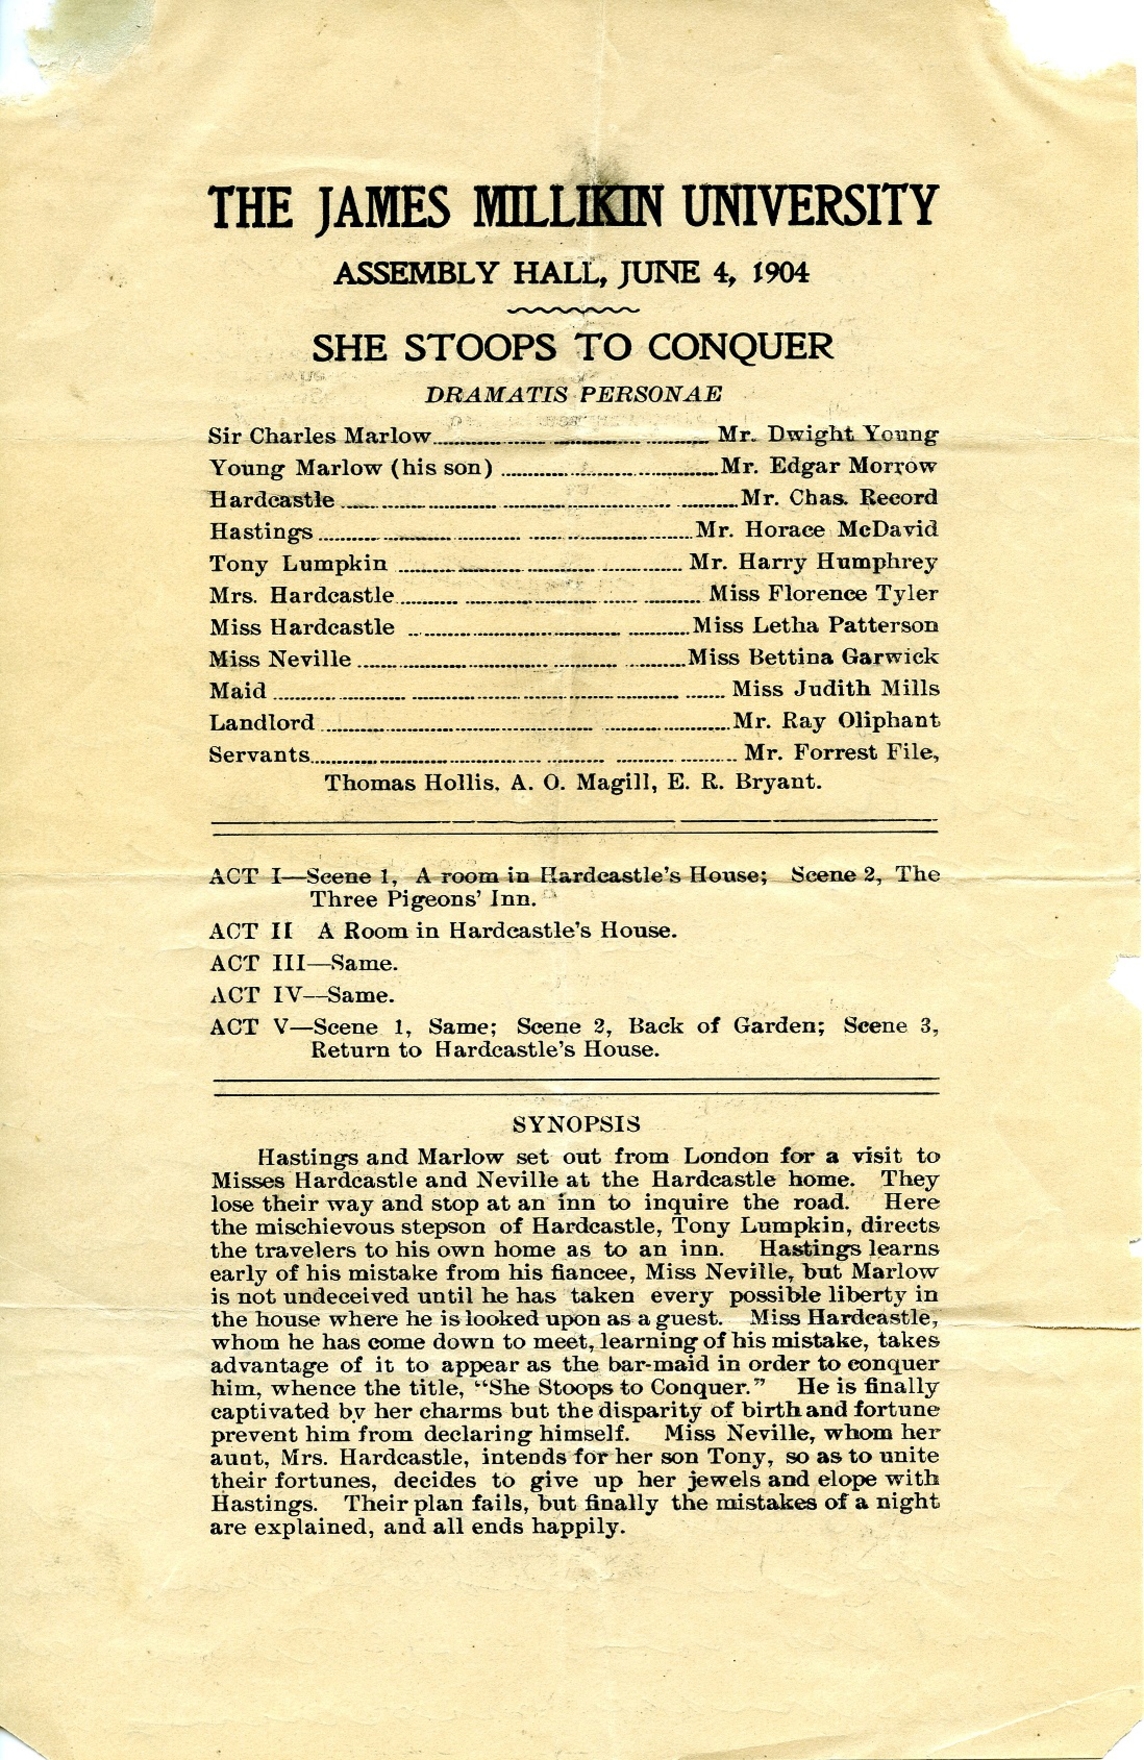 THE JAMES MILLIKIN UNIVERSITY
ASSEMBLY HALL, JUNE 4, 1904
SHE STOOPS TO CONQUER
DRAMATIS PERSONAE
Sir Charles Marlow........................ Mr. Dwight Young
Young Marlow (his son) ........................Mr. Edgar Morrow
Hardcastle ........................Mr. Chas. Record
Hastings ........................Mr. Horace McDavid
Tony Lumpkin ........................ Mr. Harry Humphrey
Mrs. Hardcastle........................ Miss Florence Tyler
Miss Hardcastle ........................Miss Letha Patterson
Miss Neville ........................Miss Bettina Garwick
Maid ........................ Miss Judith Mills
Landlord ........................Mr. Ray Oliphant
Servants........................ Mr. Forrest File,
Thomas Hollis. A. O. Magill, E. R. Bryant.
ACT I—Scene 1, A room in Hardcastle's House; Scene 2, The
Three Pigeons' Inn.
ACT II A Room in Hardcastle's House.
ACT III—Same.
ACT IV—Same.
ACT V—Scene 1, Same; Scene 2, Back of Garden; Scene 3,
Return to Hardcastle's House.
SYNOPSIS
Hastings and Marlow set out from London for a visit to
Misses Hardcastle and Neville at the Hardcastle home. They
lose their way and stop at an inn to inquire the road. Here
the mischievous stepson of Hardcastle, Tony Lumpkin, directs
the travelers to his own home as to an inn. Hastings learns
early of his mistake from his fiancee, Miss Neville, but Marlow
is not undeceived until he has taken every possible liberty in
the house where he is looked upon as a guest. Miss Hardcastle,
whom he has come down to meet, learning of his mistake, takes
advantage of it to appear as the bar-maid in order to conquer
him, whence the title, "She Stoops to Conquer." He is finally
captivated by her charms but the disparity of birth and fortune
prevent him from declaring himself. Miss Neville, whom her
aunt, Mrs. Hardcastle, intends for her son Tony, so as to unite
their fortunes, decides to give up her jewels and elope with
Hastings. Their plan fails, but finally the mistakes of a night
are explained, and all ends happily.